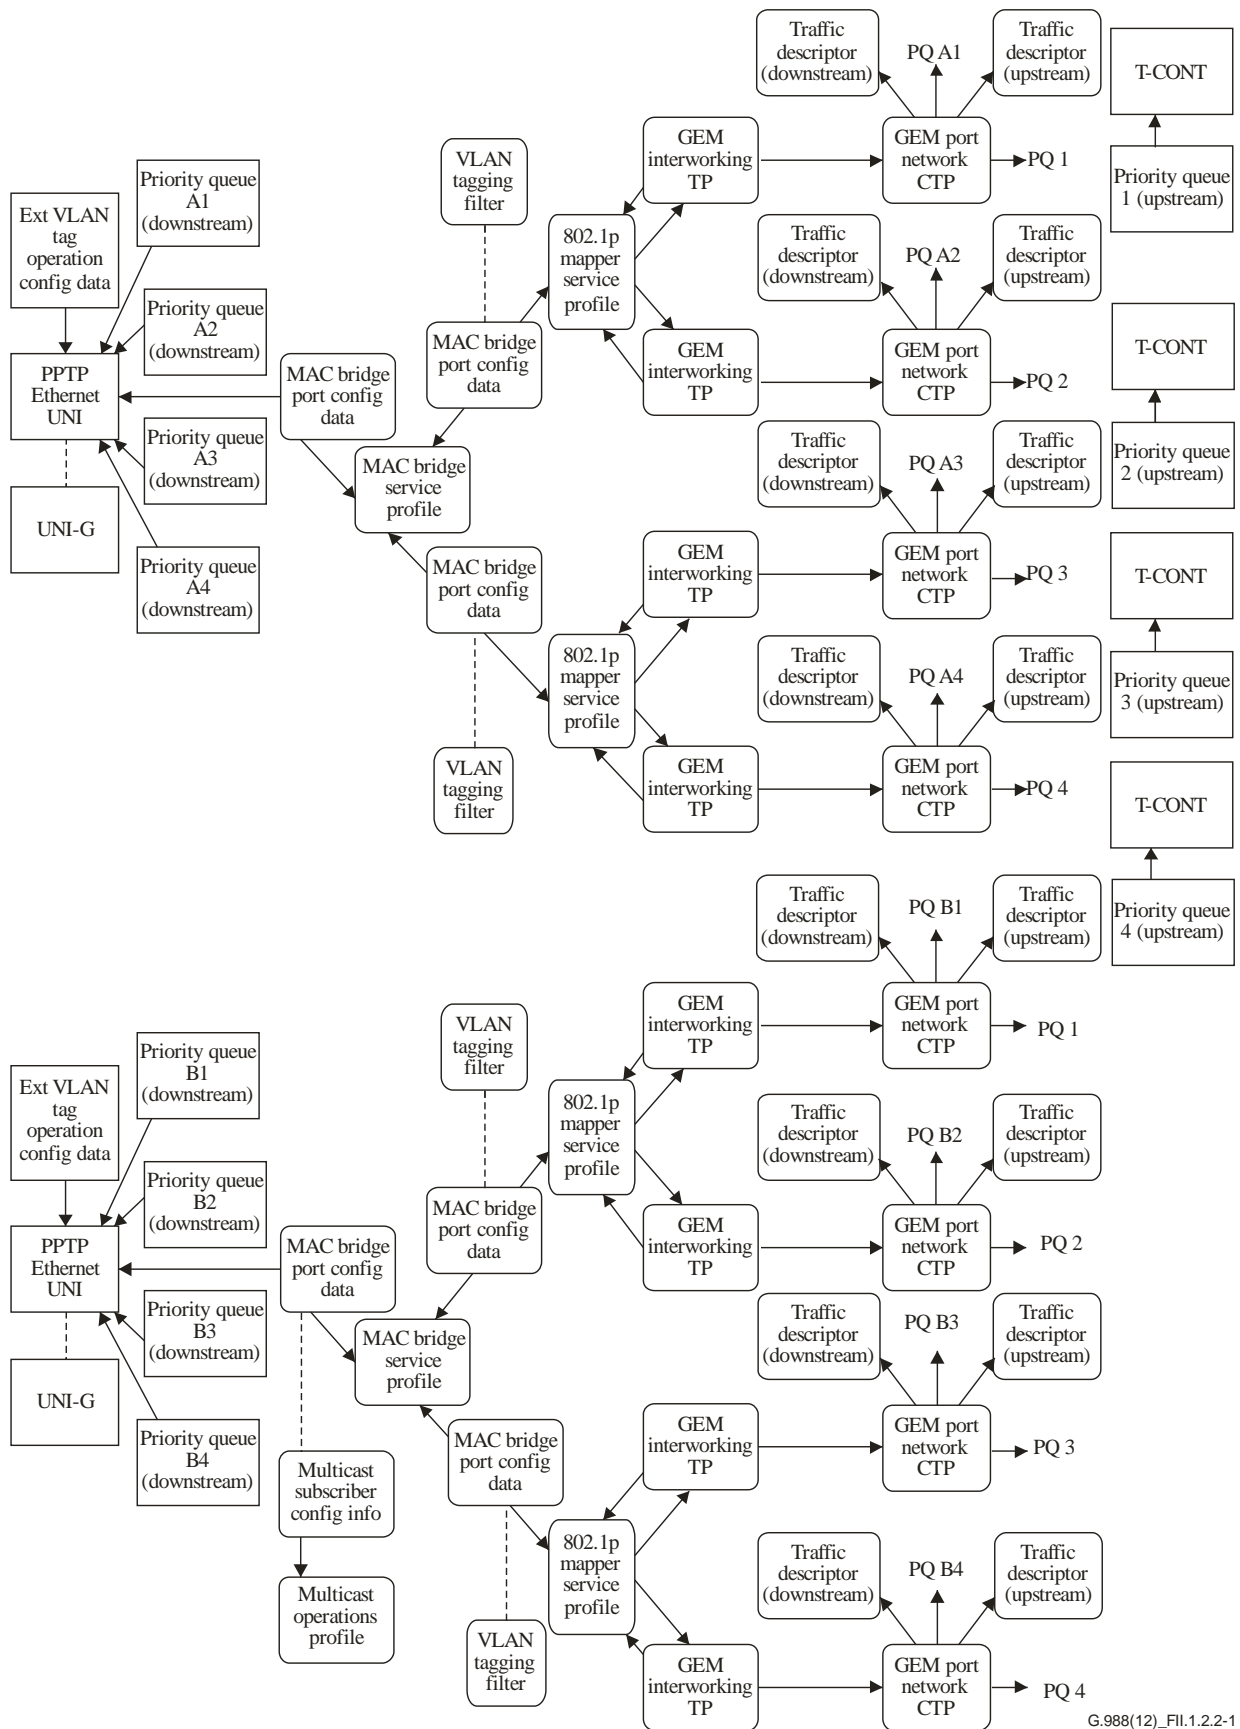 Traffic
descriptor
(downstream)
PQ A1
Traffic
descriptor
(upstream)
T-CONT
GEM
interworking
TP
GEM port
network
CTP
PQ 1
VLAN
tagging
filter
Priority queue
A1
(downstream)
Priority queue
1 (upstream)
Ext VLAN
tag
operation
config data
802.1p
mapper
service
profile
Traffic
descriptor
(downstream)
PQ A2
Traffic
descriptor
(upstream)
Priority queue
A2
(downstream)
T-CONT
MAC bridge
port config
data
GEM
interworking
TP
GEM port
network
CTP
PQ 2
PPTP
Ethernet
UNI
MAC bridge
port config
data
Priority queue
A3
(downstream)
MAC bridge
service
profile
Traffic
descriptor
(downstream)
PQ A3
Traffic
descriptor
(upstream)
Priority queue
2 (upstream)
UNI-G
Priority queue
A4
(downstream)
MAC bridge
port config
data
GEM
interworking
TP
GEM port
network
CTP
PQ 3
T-CONT
802.1p
mapper
service
profile
Traffic
descriptor
(downstream)
PQ A4
Traffic
descriptor
(upstream)
Priority queue
3 (upstream)
VLAN
tagging
filter
GEM
interworking
TP
GEM port
network
CTP
PQ 4
T-CONT
Traffic
descriptor
(downstream)
PQ B1
Traffic
descriptor
(upstream)
Priority queue
4 (upstream)
VLAN
tagging
filter
GEM
interworking
TP
GEM port
network
CTP
PQ 1
Priority queue
B1
(downstream)
Ext VLAN
tag
operation
config data
802.1p
mapper
service
profile
Traffic
descriptor
(downstream)
PQ B2
Traffic
descriptor
(upstream)
Priority queue
B2
(downstream)
MAC bridge
port config
data
GEM
interworking
TP
GEM port
network
CTP
PQ 2
PPTP
Ethernet
UNI
MAC bridge
port config
data
Priority queue
B3
(downstream)
MAC bridge
service
profile
Traffic
descriptor
(downstream)
PQ B3
Traffic
descriptor
(upstream)
UNI-G
Priority queue
B4
(downstream)
MAC bridge
port config
data
GEM
interworking
TP
GEM port
network
CTP
PQ 3
Multicast
subscriber
config info
802.1p
mapper
service
profile
Traffic
descriptor
(downstream)
PQ B4
Traffic
descriptor
(upstream)
Multicast
operations
profile
VLAN
tagging
filter
GEM
interworking
TP
GEM port
network
CTP
PQ 4
G.988(12)_FII.1.2.2-1